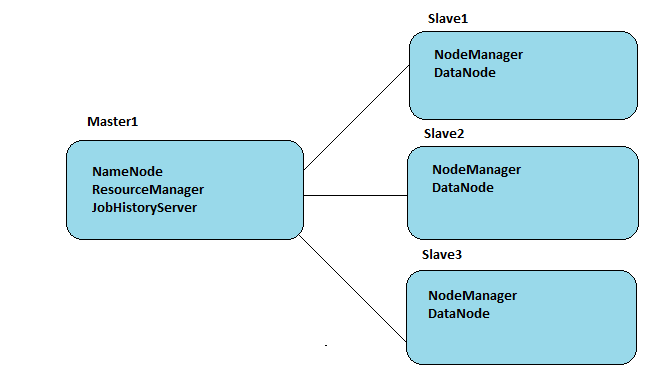 Slave1
NodeManager
DataNode
Master1
NameNode
ResourceManager
JobHistoryServer
Slave2
NodeManager
DataNode
Slave3
NodeManager
DataNode